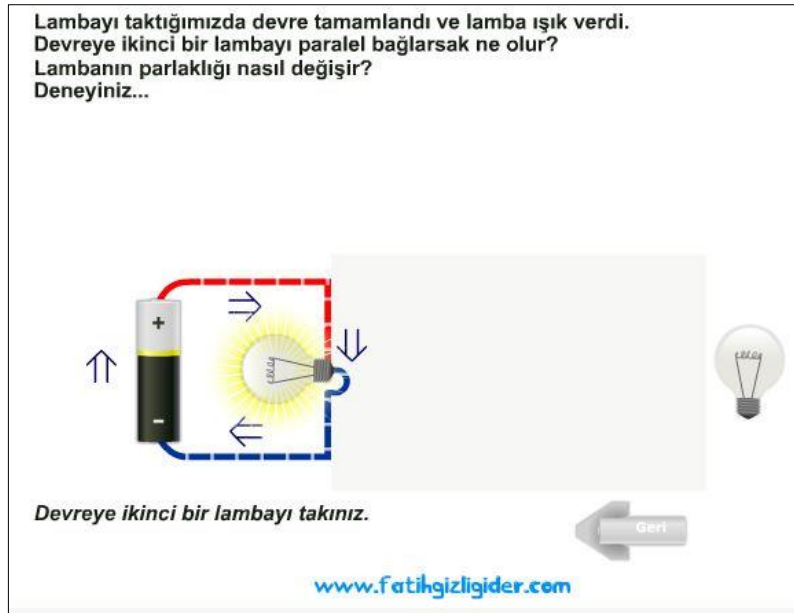 Lambayı taktığımızda devre tamamlandı ve lamba ışık verdi.
Devreye ikinci bir lambayı paralel bağlarsak ne olur?
Lambanın parlaklığı nasıl değişir?
Deneyiniz...
+
-
Devreye ikinci bir lambayı takınız.
Geri
www.fatihgizligider.com